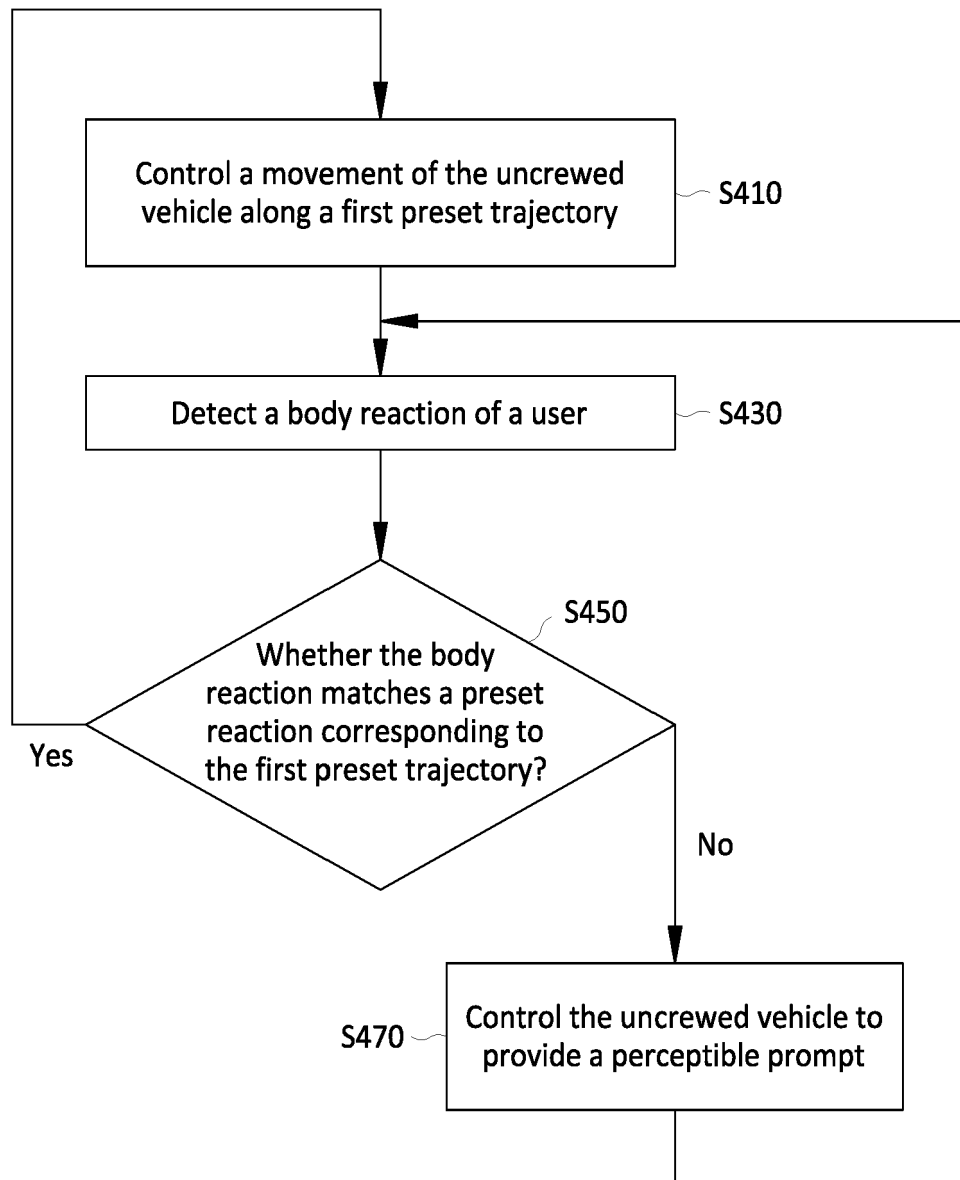 Control a movement of the uncrewed
vehicle along a first preset trajectory
S410
Detect a body reaction of a user
S430
S450
Whether the body
reaction matches a preset
reaction corresponding to
the first preset trajectory?
Yes
No
S470
Control the uncrewed vehicle to
provide a perceptible prompt